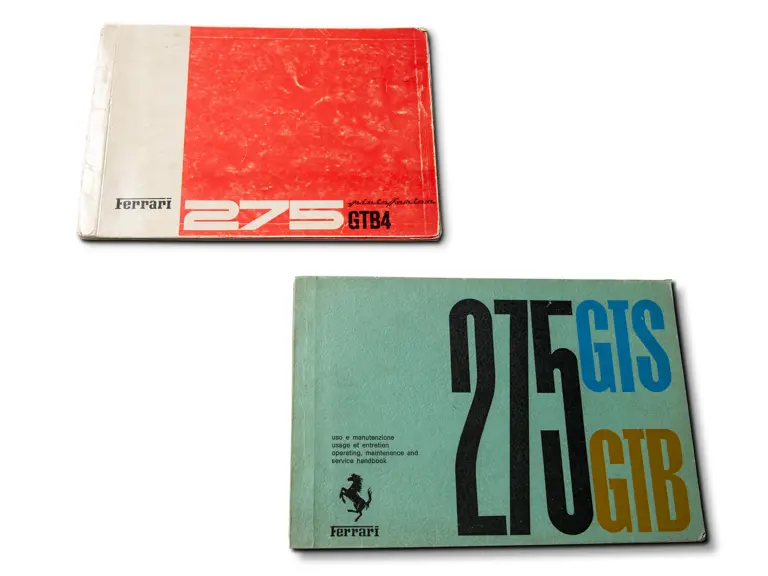 Ferrari
275
pininfarina
GTB4
275 GTS
GTB
uso e manutenzione
usage et entretien
operating, maintenance and
service handbook
Ferrari